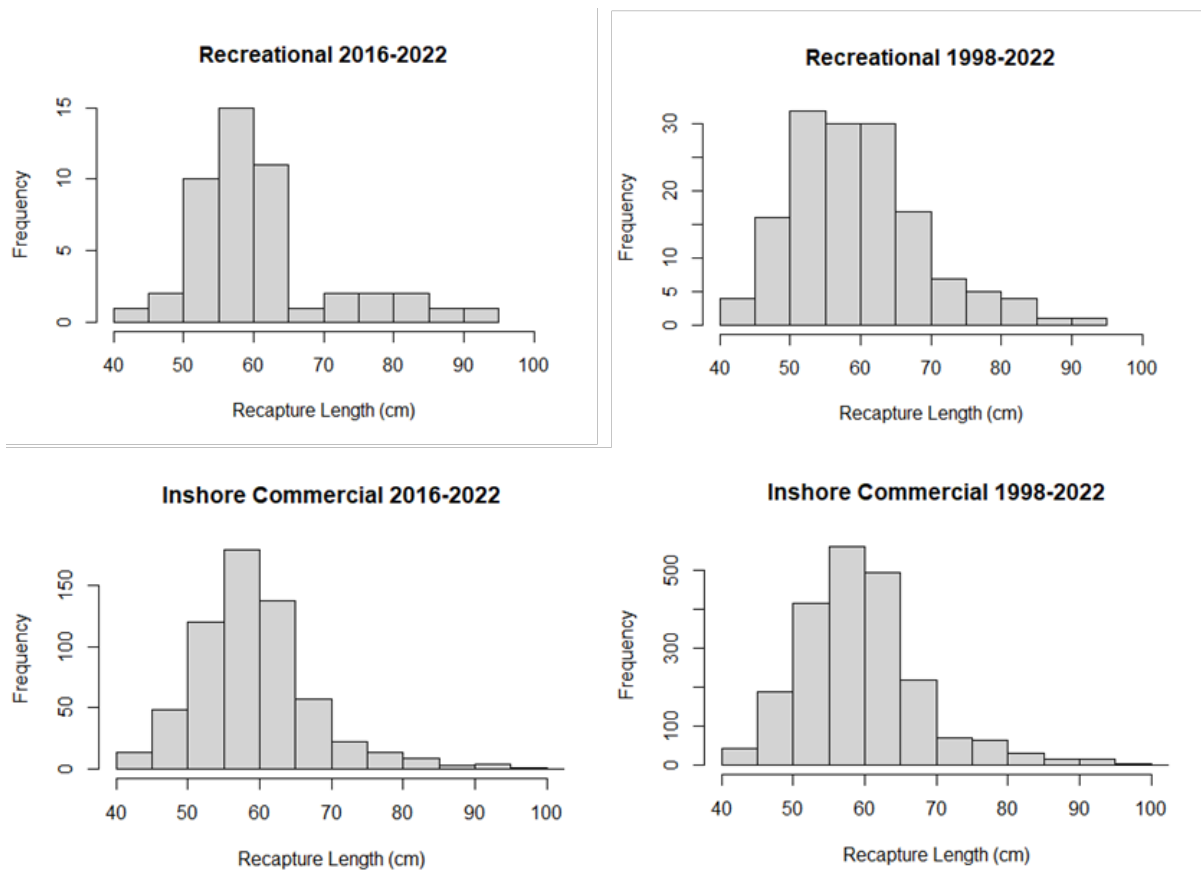 Recreational 2016-2022
Frequency
0 5 10 15
40 50 60 70 80 90 100
Recapture Length (cm)
Recreational 1998-2022
Frequency
0 5 10 20 30
40 50 60 70 80 90 100
Recapture Length (cm)
Inshore Commercial 2016-2022
Frequency
0 50 100 150
40 50 60 70 80 90 100
Recapture Length (cm)
Inshore Commercial 1998-2022
Frequency
0 100 300 500
40 50 60 70 80 90 100
Recapture Length (cm)